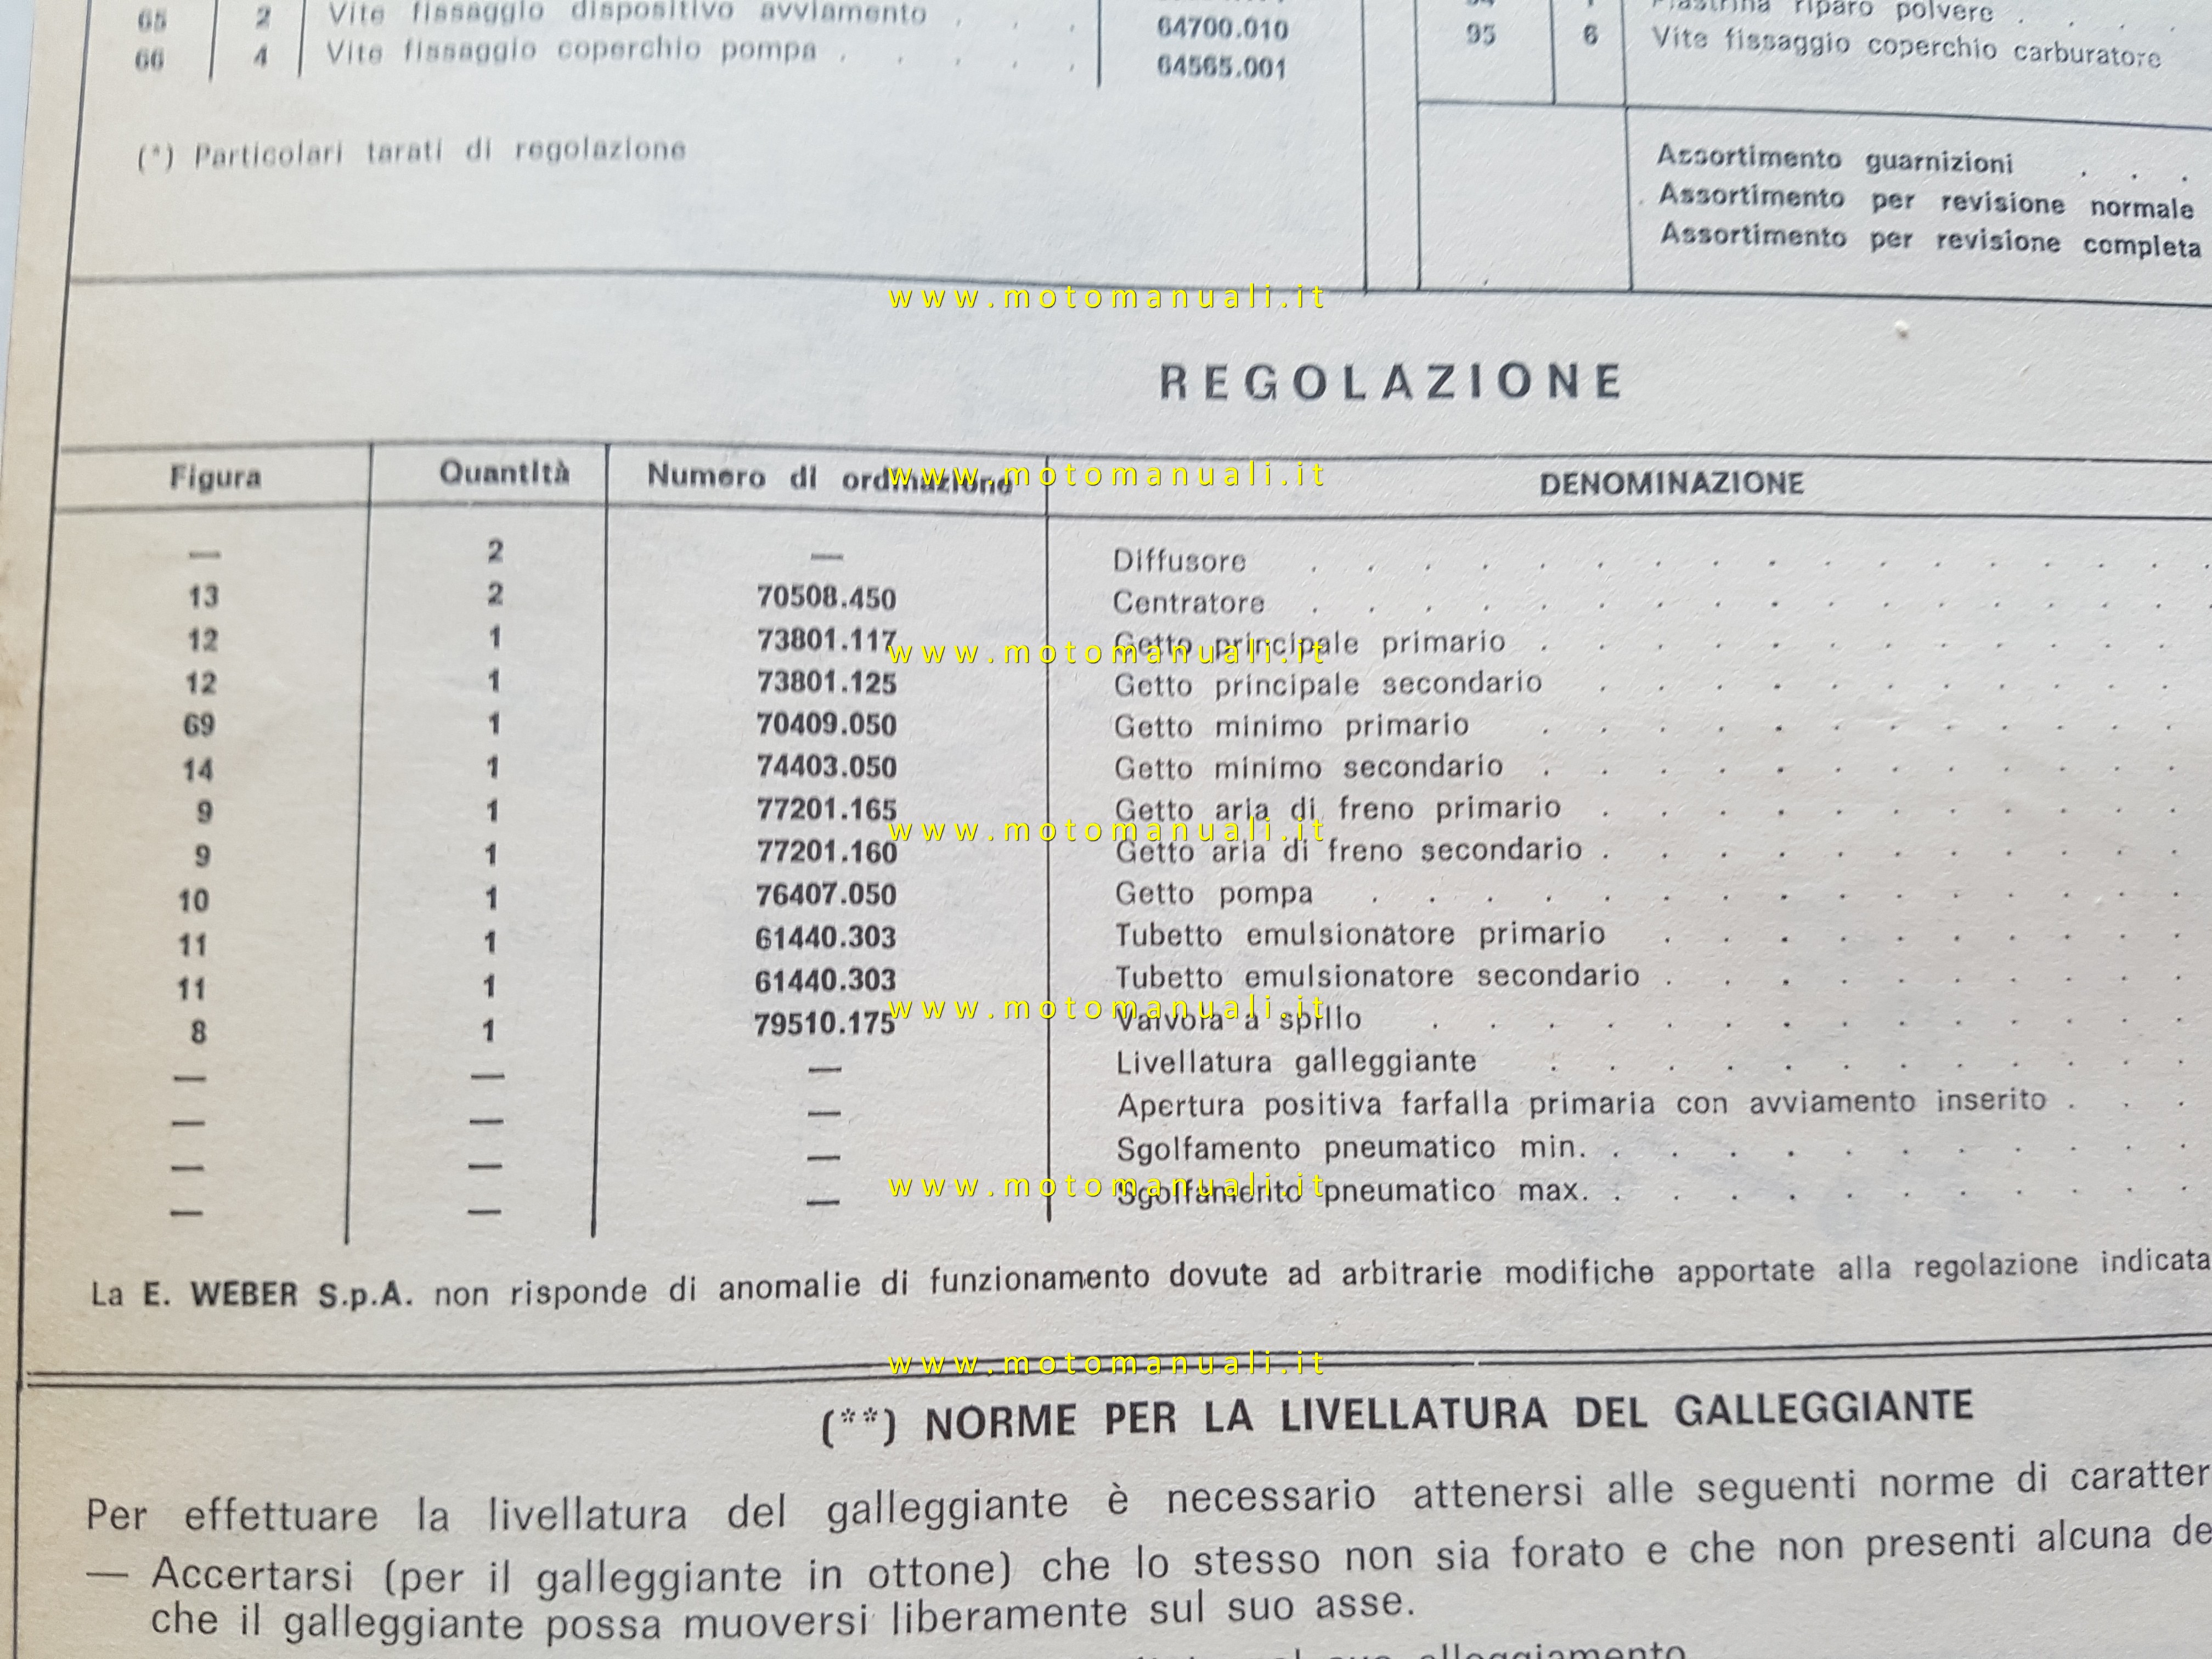 65 2 Vite fissaggio dispositivo avviamento . . . 64700.010
66 4 Vite fissaggio coperchio pompa . . . . . 64565.001
(*) Particolari tarati di regolazione
riparo polvere . . . .
95 6 Vite fissaggio coperchio carburatore
Assortimento guarnizioni . . .
Assortimento per revisione normale
Assortimento per revisione completa
www.motomanuali.it
REGOLAZIONE
Figura Quantità Numero di ordinazione DENOMINAZIONE
www.motomanuali.it
— 2 — Diffusore
13 2 70508.450 Centratore
12 1 73801.117 Getto principale primario
www.motomanuali.it
12 1 73801.125 Getto principale secondario
69 1 70409.050 Getto minimo primario
14 1 74403.050 Getto minimo secondario
9 1 77201.165 Getto aria di freno primario
www.motomanuali.it
9 1 77201.160 Getto aria di freno secondario
10 1 76407.050 Getto pompa
11 1 61440.303 Tubetto emulsionatore primario
11 1 61440.303 Tubetto emulsionatore secondario
www.motomanuali.it
8 1 79510.175 Valvola a spillo
— — — Livellatura galleggiante
— — — Apertura positiva farfalla primaria con avviamento inserito
— — — Sgolfamento pneumatico min.
— — — Sgolfamento pneumatico max.
www.motomanuali.it
La E. WEBER S.p.A. non risponde di anomalie di funzionamento dovute ad arbitrarie modifiche apportate alla regolazione indicata
www.motomanuali.it
(**) NORME PER LA LIVELLATURA DEL GALLEGGIANTE
Per effettuare la livellatura del galleggiante è necessario attenersi alle seguenti norme di caratter
— Accertarsi (per il galleggiante in ottone) che lo stesso non sia forato e che non presenti alcuna de
che il galleggiante possa muoversi liberamente sul suo asse.